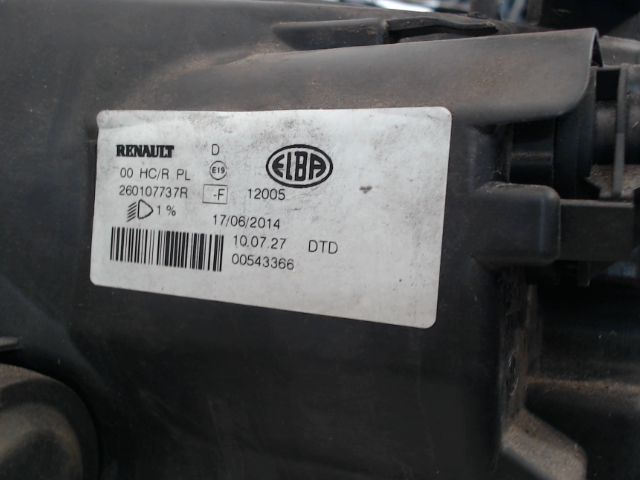 RENAULT D ELBA
00 HC/R PL E19
260107737R -F 12005
1 %
17/06/2014
10.07.27 DTD
00543366